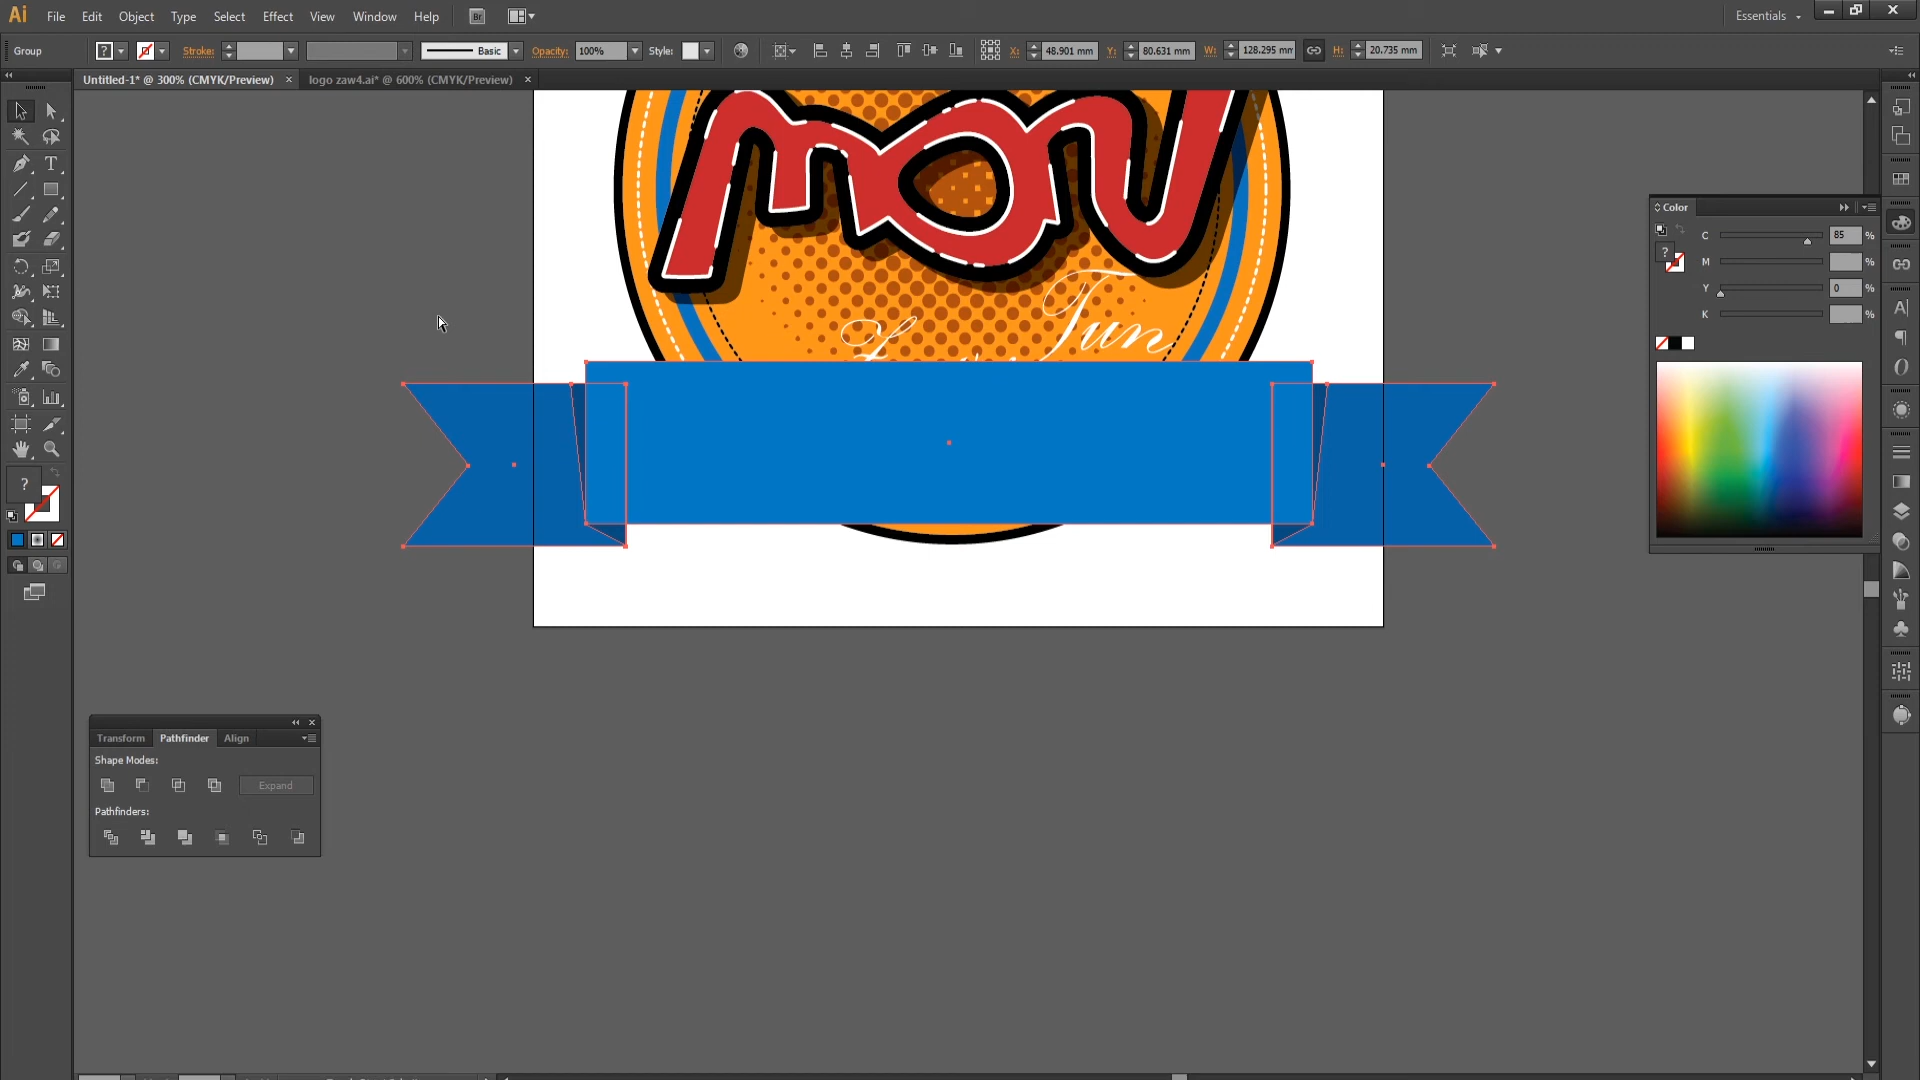 Ai File Edit Object Type Select Effect View Window Help Br Essentials
Group ? Stroke: Basic Opacity: 100% Style: X: 48.901 mm Y: 80.631 mm W: 128.295 mm H: 20.735 mm
Untitled-1* @ 300% (CMYK/Preview) × logo zaw4.ai* @ 600% (CMYK/Preview) ×
Color
C 85 %
M %
Y 0 %
K %
?
Fun
Transform Pathfinder Align
Shape Modes:
Expand
Pathfinders: